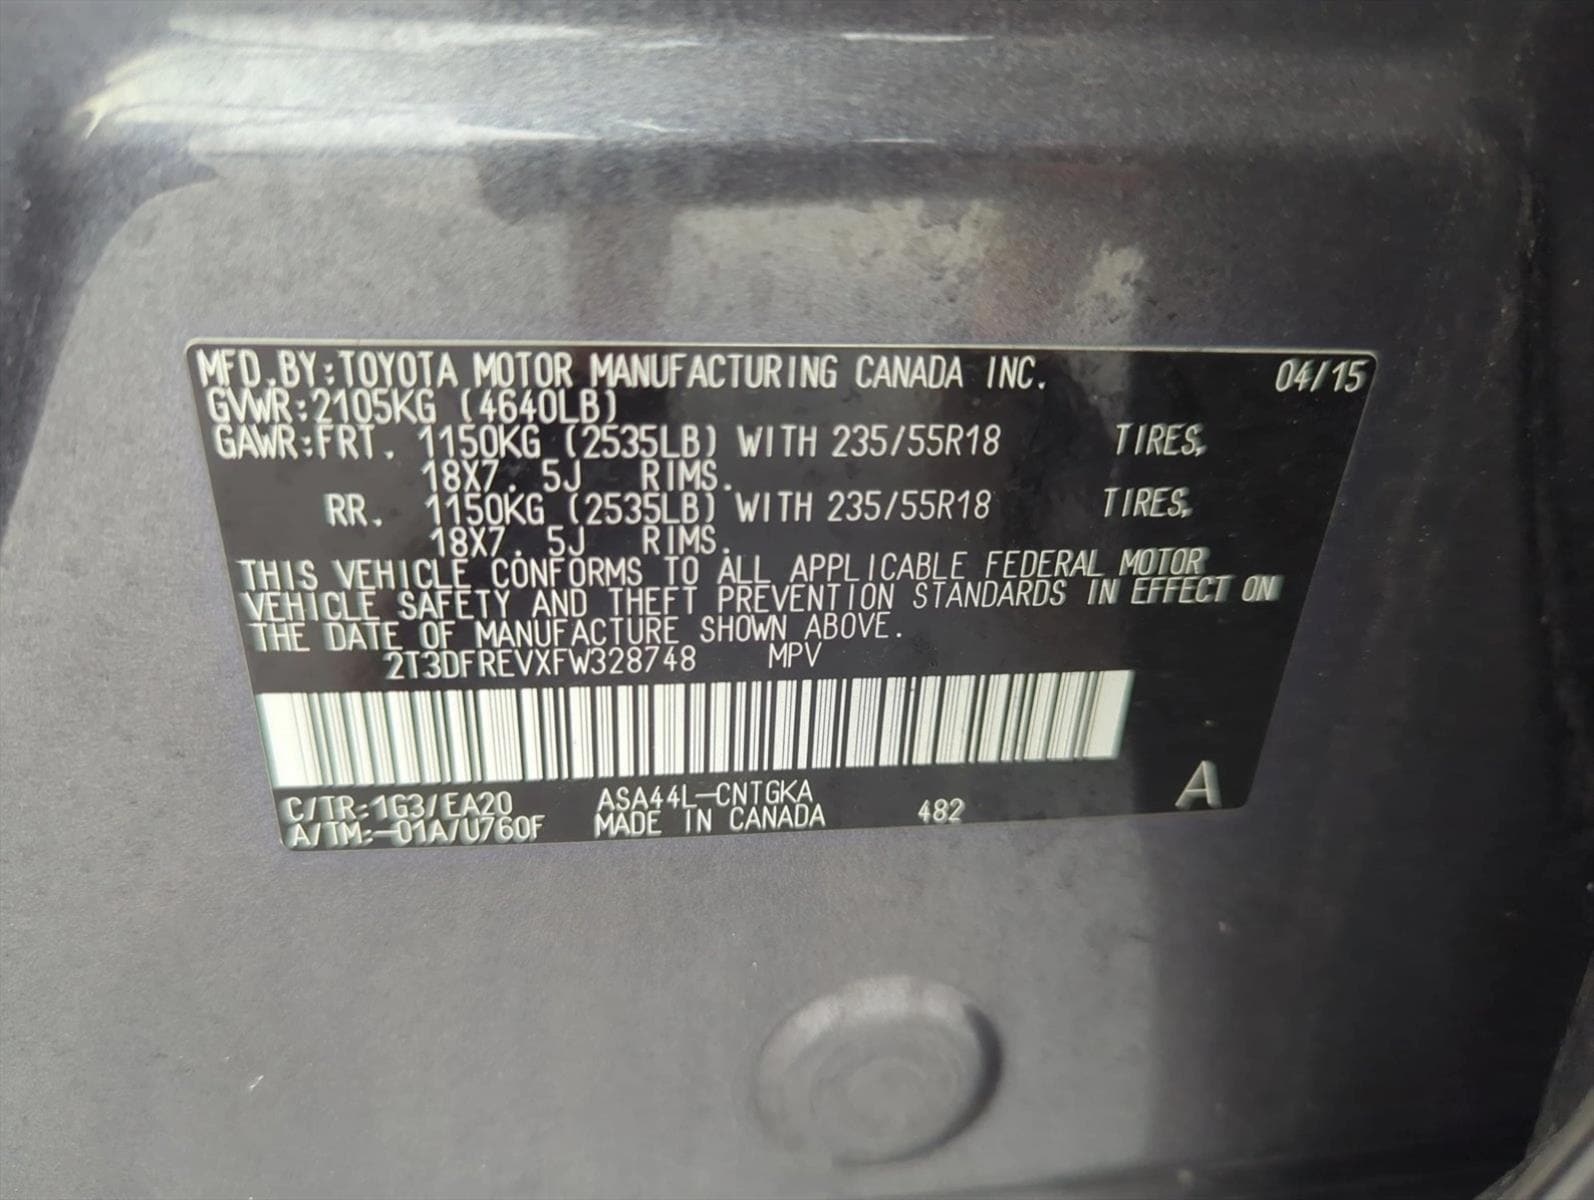 MFD.BY:TOYOTA MOTOR MANUFACTURING CANADA INC. 04/15
GVWR:2105KG (4640LB)
GAWR:FRT. 1150KG (2535LB) WITH 235/55R18 TIRES,
18X7.5J RIMS.
RR. 1150KG (2535LB) WITH 235/55R18 TIRES,
18X7.5J RIMS.
THIS VEHICLE CONFORMS TO ALL APPLICABLE FEDERAL MOTOR
VEHICLE SAFETY AND THEFT PREVENTION STANDARDS IN EFFECT ON
THE DATE OF MANUFACTURE SHOWN ABOVE.
2T3DFREVXFW328748 MPV
C/TR:1G3/EA20 ASA44L-CNTGKA
A/TM:-01A/U760F MADE IN CANADA 482 A